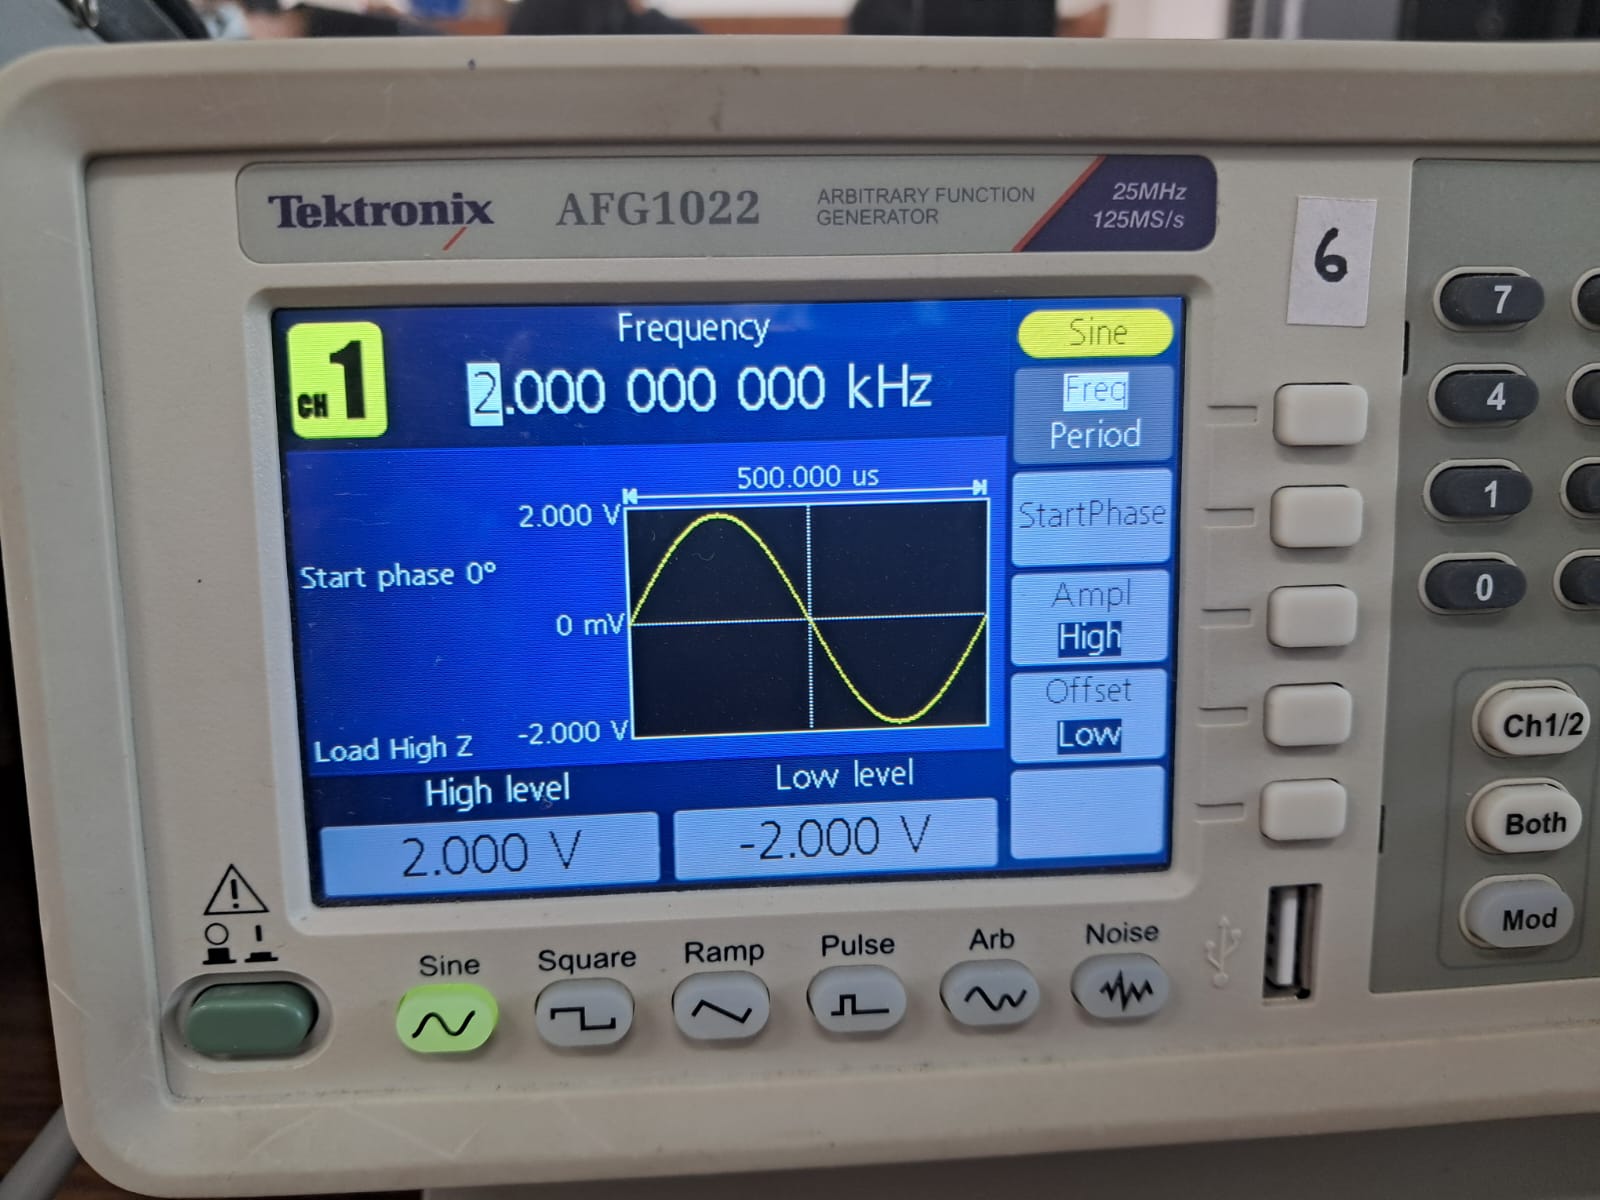 Tektronix AFG1022 ARBITRARY FUNCTION GENERATOR
25MHz
125MS/s
6
CH1
Frequency
2.000 000 000 kHz
Sine
Freq
Period
StartPhase
Ampl
High
Offset
Low
500.000 us
2.000 V
Start phase 0°
0 mV
-2.000 V
Load High Z
High level
Low level
2.000 V
-2.000 V
7
4
1
0
Ch1/2
Both
Mod
Sine
Square
Ramp
Pulse
Arb
Noise